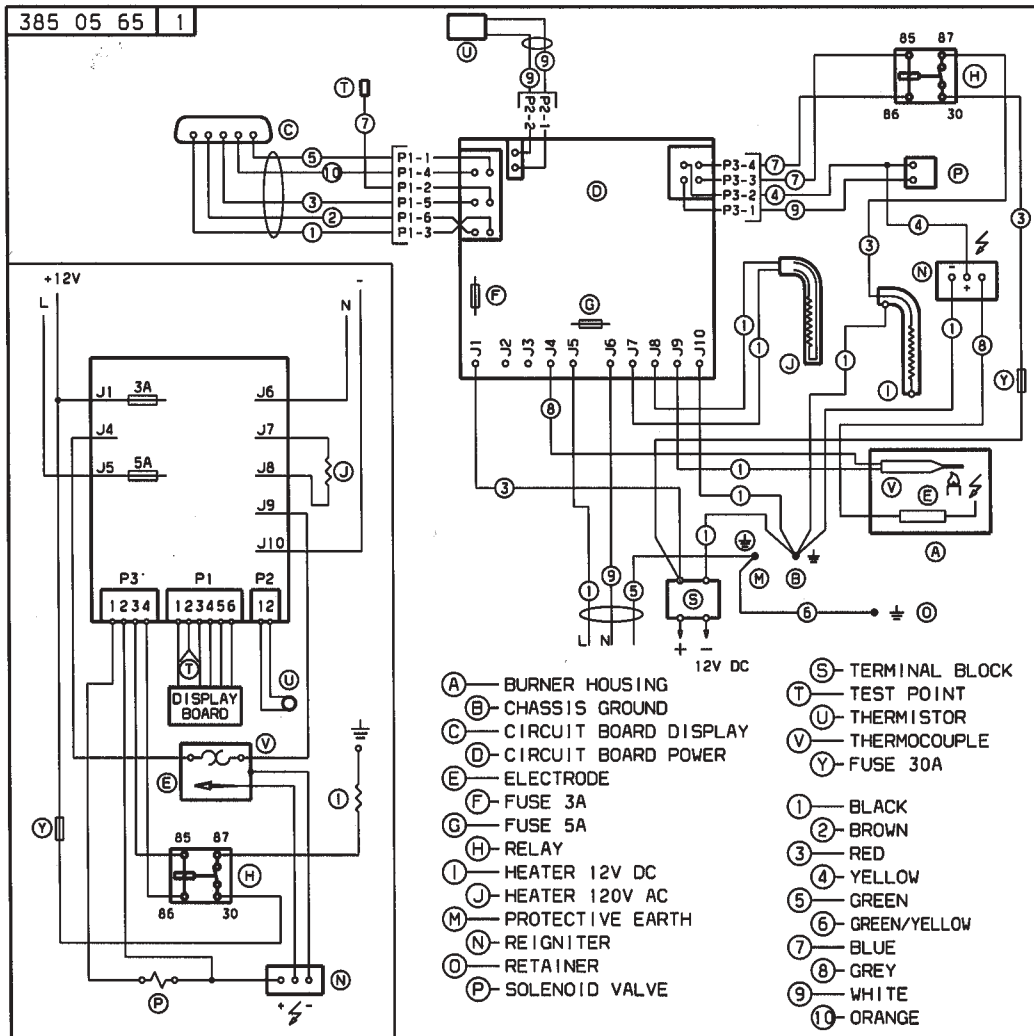 385 05 65 1
U
9
9
P2-2
P2-1
T
7
C
5
10
3
2
1
P1-1
P1-4
P1-2
P1-5
P1-6
P1-3
D
F
G
J1
J2
J3
J4
J5
J6
J7
J8
J9
J10
P3-4
P3-3
P3-2
P3-1
7
7
4
9
85 87
86 30
H
P
3
4
3
N
- +
1
8
1
1
J
1
I
Y
8
3
1
1
V
E
A
1
9
5
1
M
B
S
6
O
L N
+ -
12V DC
+12V
-
L
N
J1 3A
J4
J5 5A
J6
J7
J8
J
J9
J10
P3 P1 P2
1234 123456 12
T
U
DISPLAY
BOARD
V
E
I
Y
85 87
H
86 30
P
N
+ -
A BURNER HOUSING
B CHASSIS GROUND
C CIRCUIT BOARD DISPLAY
D CIRCUIT BOARD POWER
E ELECTRODE
F FUSE 3A
G FUSE 5A
H RELAY
I HEATER 12V DC
J HEATER 120V AC
M PROTECTIVE EARTH
N REIGNITER
O RETAINER
P SOLENOID VALVE
S TERMINAL BLOCK
T TEST POINT
U THERMISTOR
V THERMOCOUPLE
Y FUSE 30A
1 BLACK
2 BROWN
3 RED
4 YELLOW
5 GREEN
6 GREEN/YELLOW
7 BLUE
8 GREY
9 WHITE
10 ORANGE